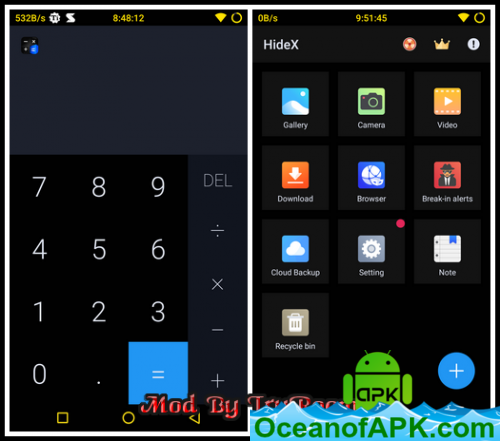 532B/s 8:48:12
7 8 9 DEL
÷
4 5 6 ×
1 2 3 −
0 . = +
0B/s 9:51:45
HideX
Gallery Camera Video
Download Browser Break-in alerts
Cloud Backup Setting Note
Recycle bin
Mod By
APK
OceanofAPK.com